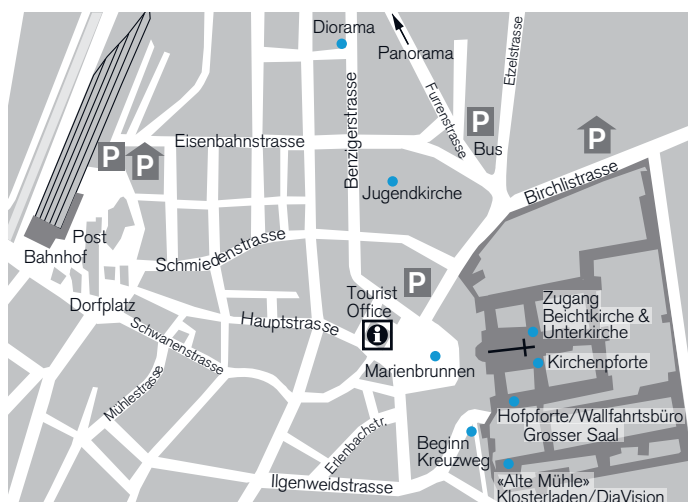 Diorama
Panorama
Etzelstrasse
Furrenstrasse
P
P
Bus
P
P
Eisenbahnstrasse
Benzigerstrasse
Jugendkirche
Birchlistrasse
Post
Bahnhof
Schmiedenstrasse
P
Dorfplatz
Tourist
Office
i
Hauptstrasse
Schwanenstrasse
Mühlestrasse
Marienbrunnen
Zugang
Beichtkirche &
Unterkirche
Kirchenpforte
Hofpforte/Wallfahrtsbüro
Grosser Saal
Erlenbachstr.
Beginn
Kreuzweg
Ilgenweidstrasse
«Alte Mühle»
Klosterladen/DiaVision